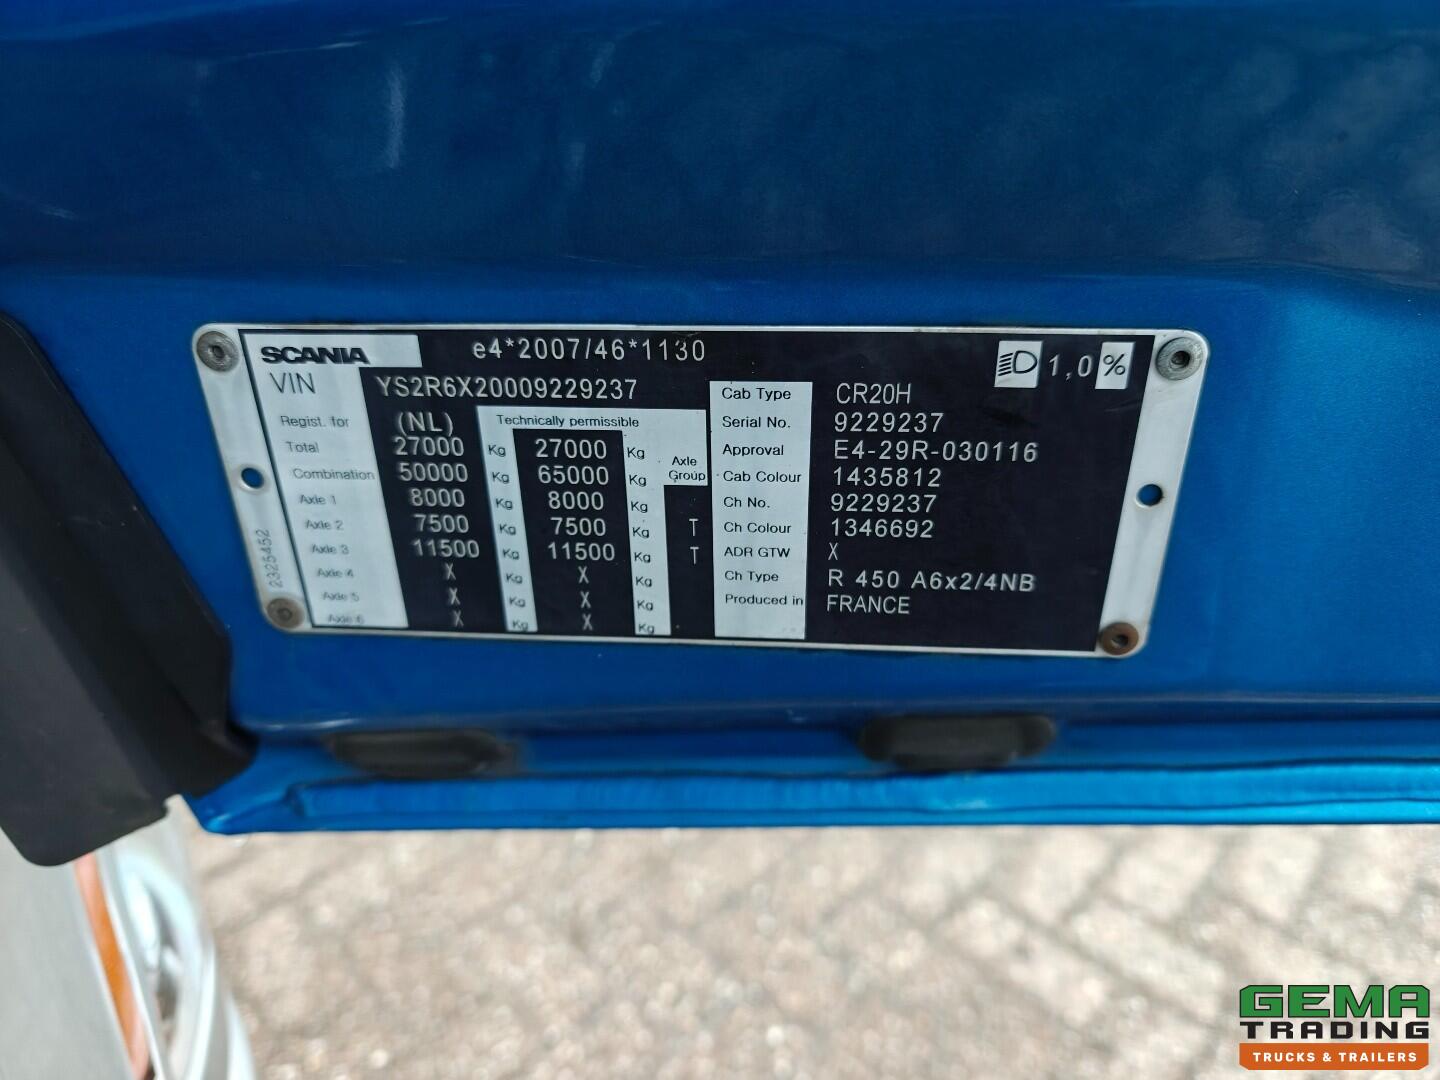 SCANIA e4*2007/46*1130 1,0 %
VIN YS2R6X20009229237
Regist. for (NL) Technically permissible
Total 27000 Kg 27000 Kg
Combination 50000 Kg 65000 Kg Axle Group
Axle 1 8000 Kg 8000 Kg
Axle 2 7500 Kg 7500 Kg T
Axle 3 11500 Kg 11500 Kg T
Axle 4 X Kg X Kg
Axle 5 X Kg X Kg
Axle 6 X Kg X Kg
2325452
Cab Type CR20H
Serial No. 9229237
Approval E4-29R-030116
Cab Colour 1435812
Ch No. 9229237
Ch Colour 1346692
ADR GTW X
Ch Type R 450 A6x2/4NB
Produced in FRANCE
GEMA
TRADING
TRUCKS & TRAILERS